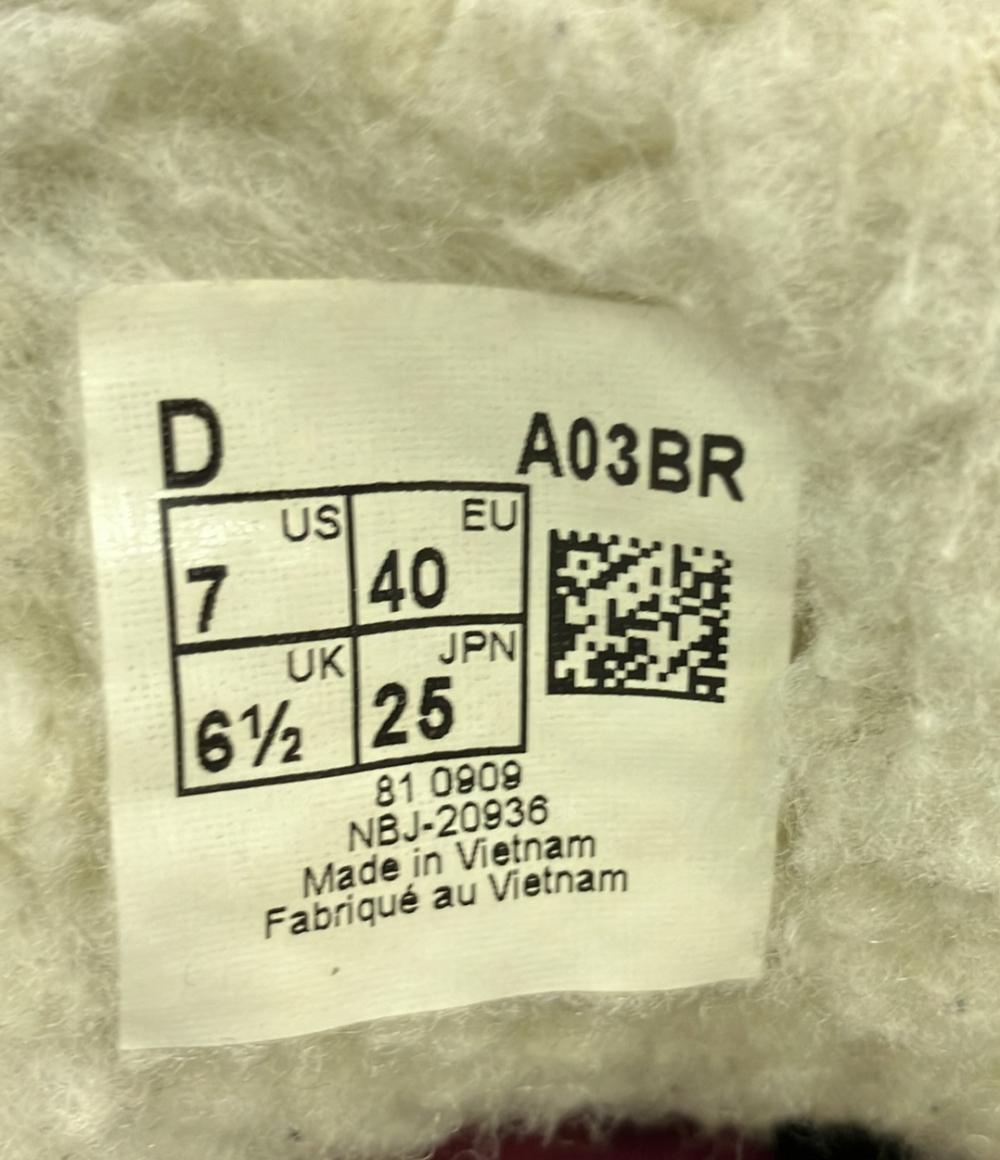 D A03BR
US EU
7 40
UK JPN
6½ 25
81 0909
NBJ-20936
Made in Vietnam
Fabriqué au Vietnam